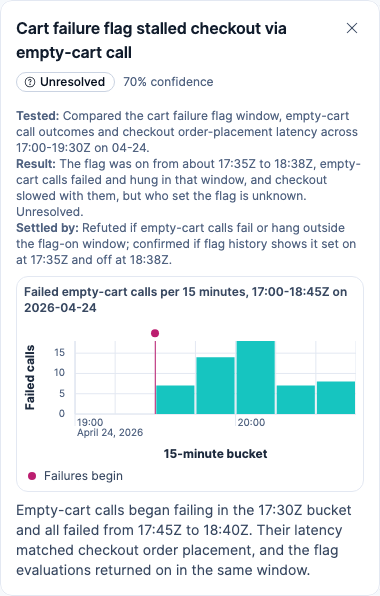 Cart failure flag stalled checkout via
empty-cart call
Unresolved
70% confidence
Tested: Compared the cart failure flag window, empty-cart
call outcomes and checkout order-placement latency across
17:00-19:30Z on 04-24.
Result: The flag was on from about 17:35Z to 18:38Z, empty-
cart calls failed and hung in that window, and checkout
slowed with them, but who set the flag is unknown.
Unresolved.
Settled by: Refuted if empty-cart calls fail or hang outside
the flag-on window; confirmed if flag history shows it set on
at 17:35Z and off at 18:38Z.
Failed empty-cart calls per 15 minutes, 17:00-18:45Z on
2026-04-24
Failed calls
15
10
5
0
19:00
20:00
April 24, 2026
15-minute bucket
Failures begin
Empty-cart calls began failing in the 17:30Z bucket
and all failed from 17:45Z to 18:40Z. Their latency
matched checkout order placement, and the flag
evaluations returned on in the same window.